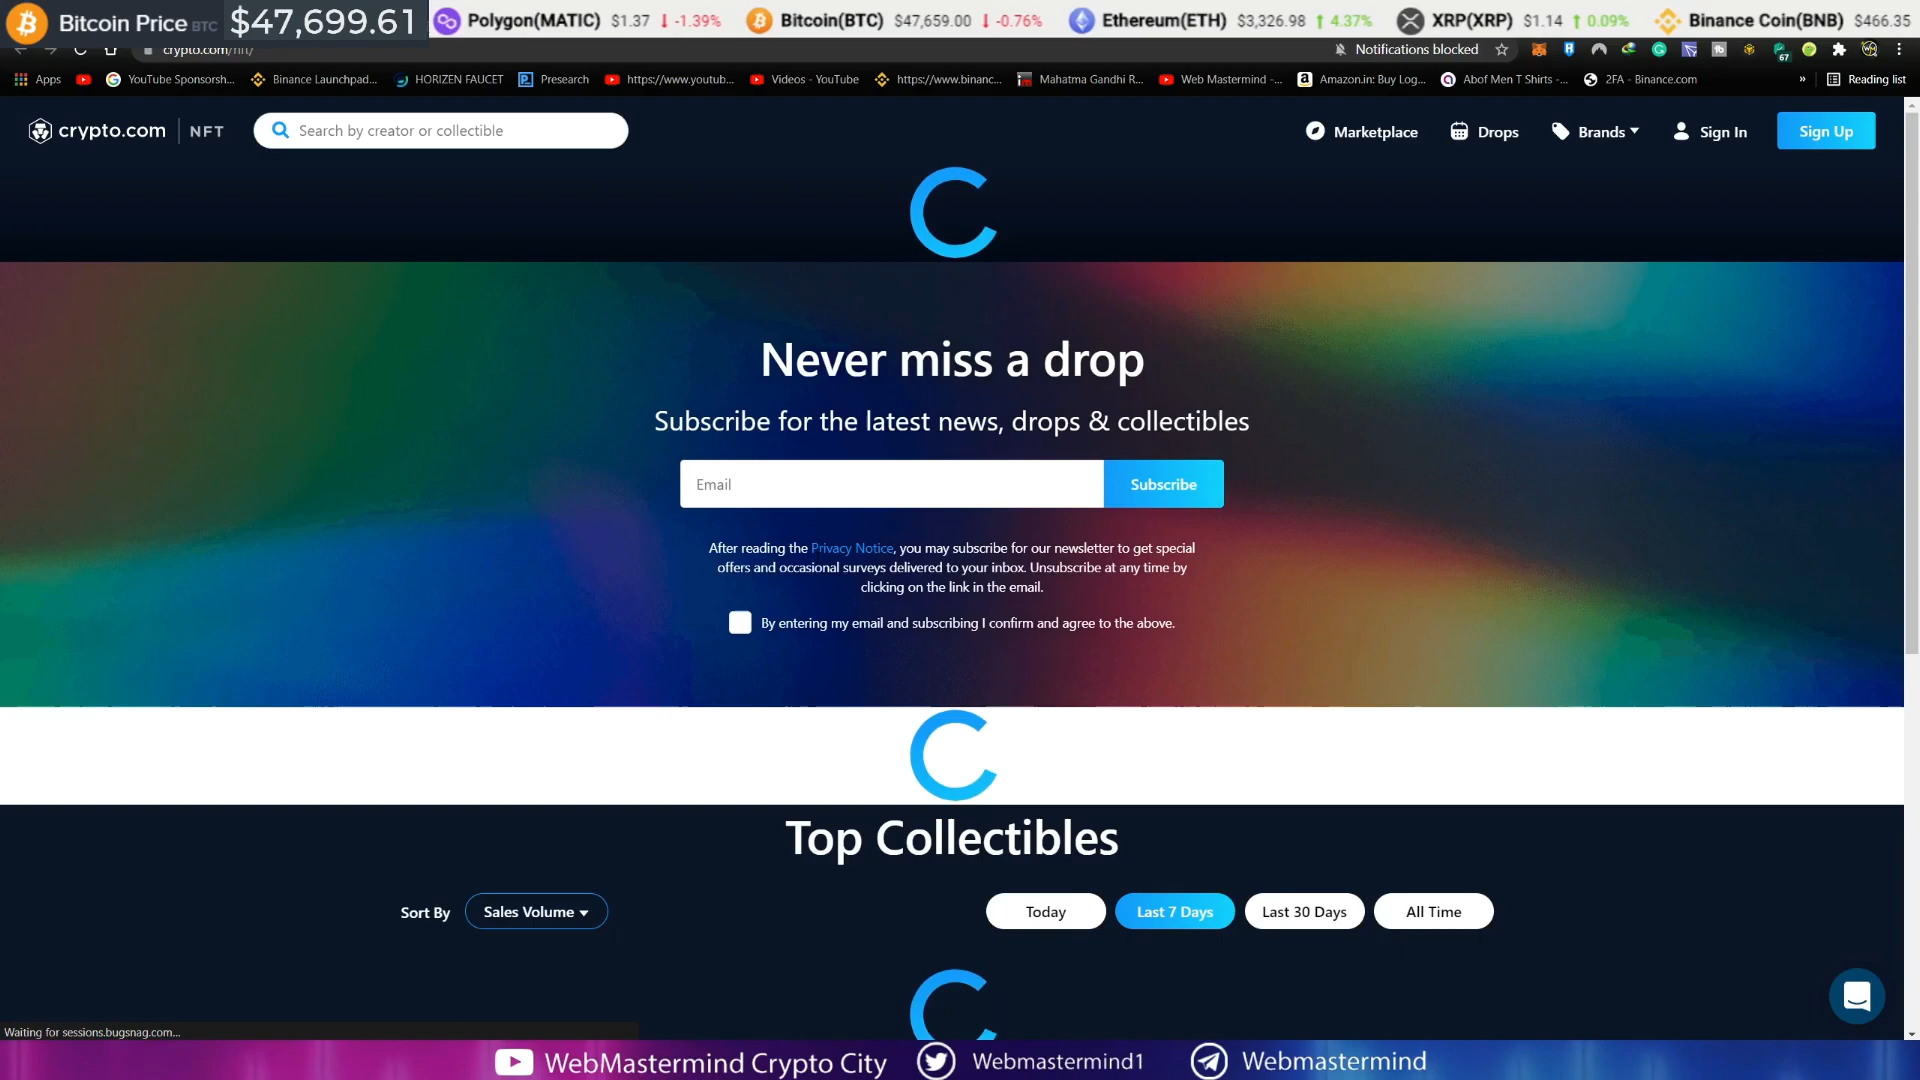 Bitcoin Price BTC $47,699.61 Polygon(MATIC) $1.37 ↓ -1.39% Bitcoin(BTC) $47,659.00 ↓ -0.76% Ethereum(ETH) $3,326.98 ↑ 4.37% XRP(XRP) $1.14 ↑ 0.09% Binance Coin(BNB) $466.35
crypto.com/nft/ Notifications blocked
Apps YouTube Sponsorsh... Binance Launchpad... HORIZEN FAUCET Presearch https://www.youtub... Videos - YouTube https://www.binanc... Mahatma Gandhi R... Web Mastermind -... Amazon.in: Buy Log... Abof Men T Shirts -... 2FA - Binance.com » Reading list
67
crypto.com | NFT Search by creator or collectible Marketplace Drops Brands Sign In Sign Up
Never miss a drop
Subscribe for the latest news, drops & collectibles
Email Subscribe
After reading the Privacy Notice, you may subscribe for our newsletter to get special
offers and occasional surveys delivered to your inbox. Unsubscribe at any time by
clicking on the link in the email.
By entering my email and subscribing I confirm and agree to the above.
Top Collectibles
Sort By Sales Volume Today Last 7 Days Last 30 Days All Time
Waiting for sessions.bugsnag.com...
WebMastermind Crypto City Webmastermind1 Webmastermind